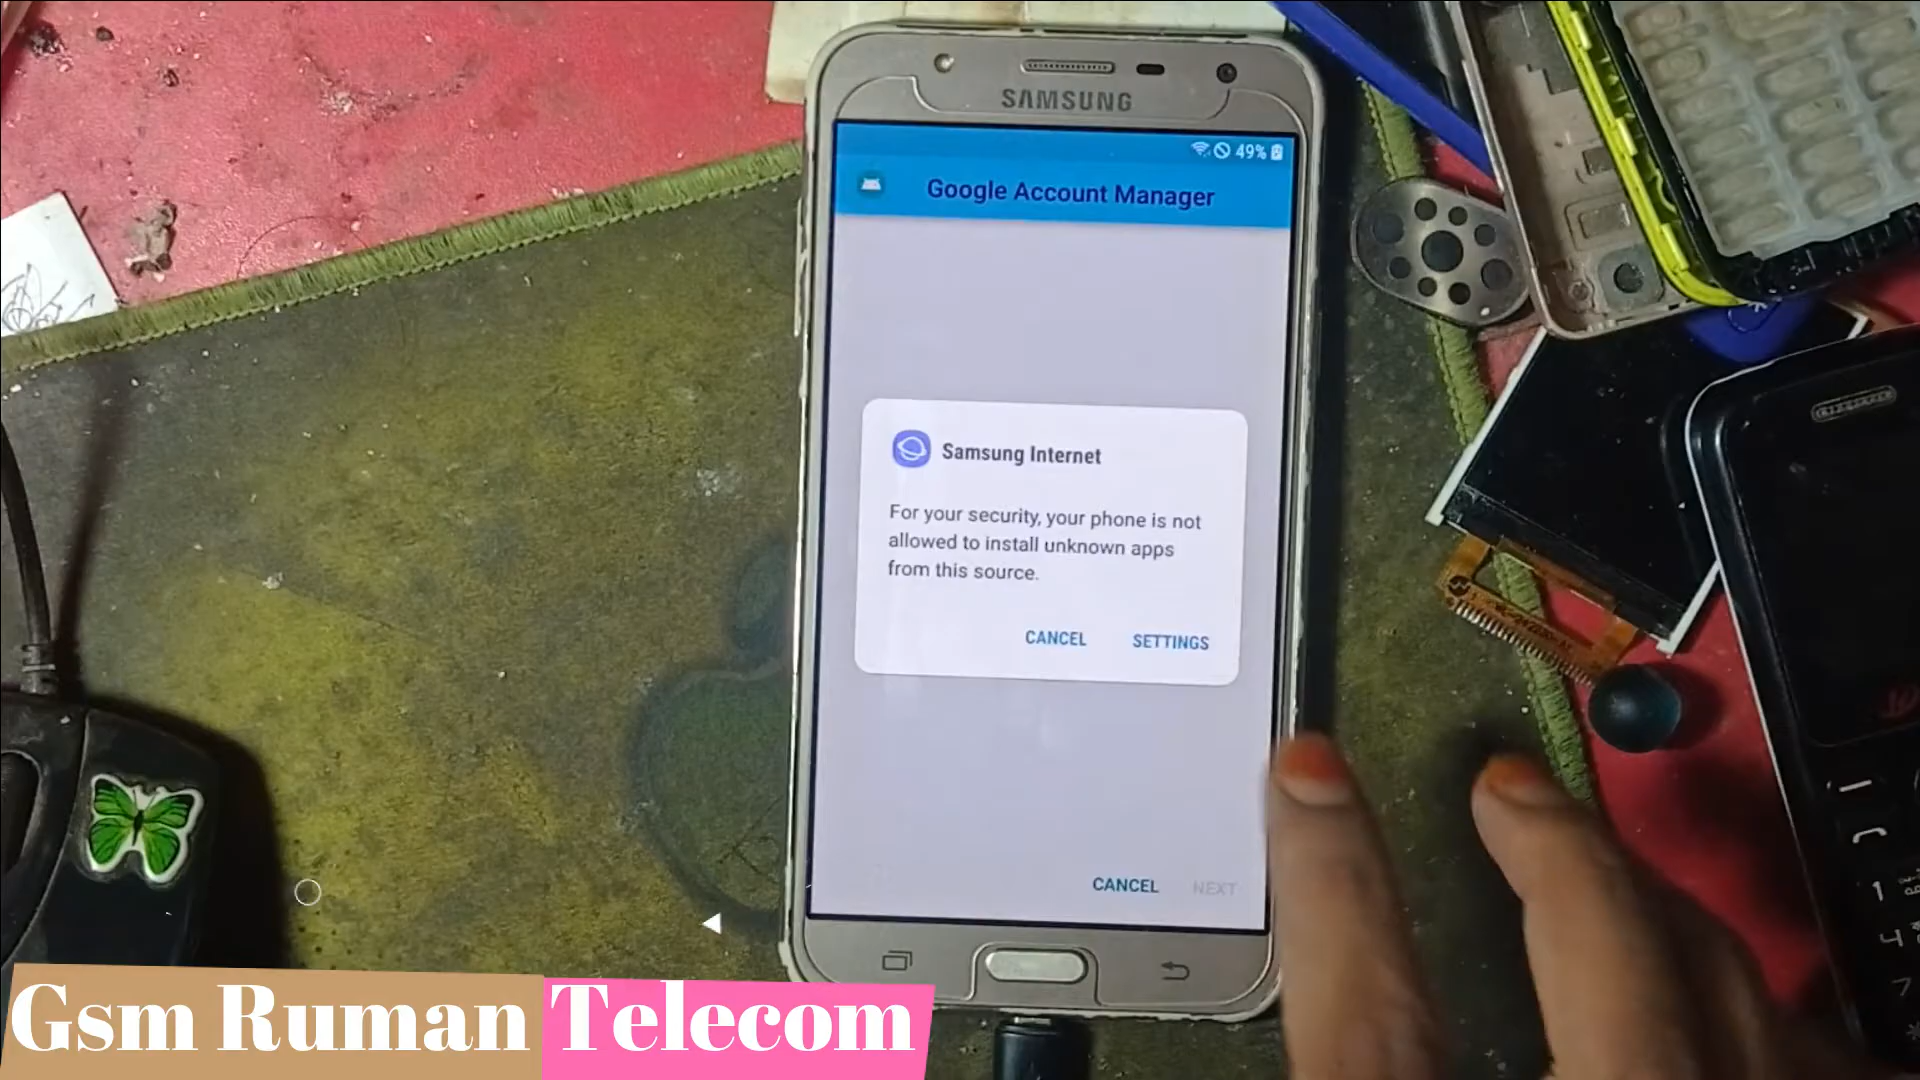 SAMSUNG
49%
Google Account Manager
Samsung Internet
For your security, your phone is not
allowed to install unknown apps
from this source.
CANCEL SETTINGS
CANCEL NEXT
Gsm Ruman Telecom